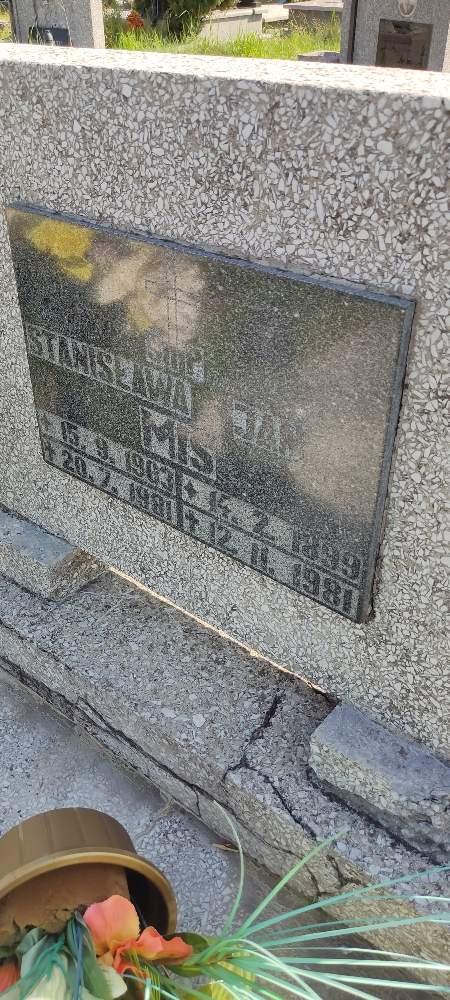 STANISŁAWA JAN
MIŚ
* 15. 9. 1903 * 14. 2. 1899
✝ 20. 7. 1981 ✝ 12. 11. 1981